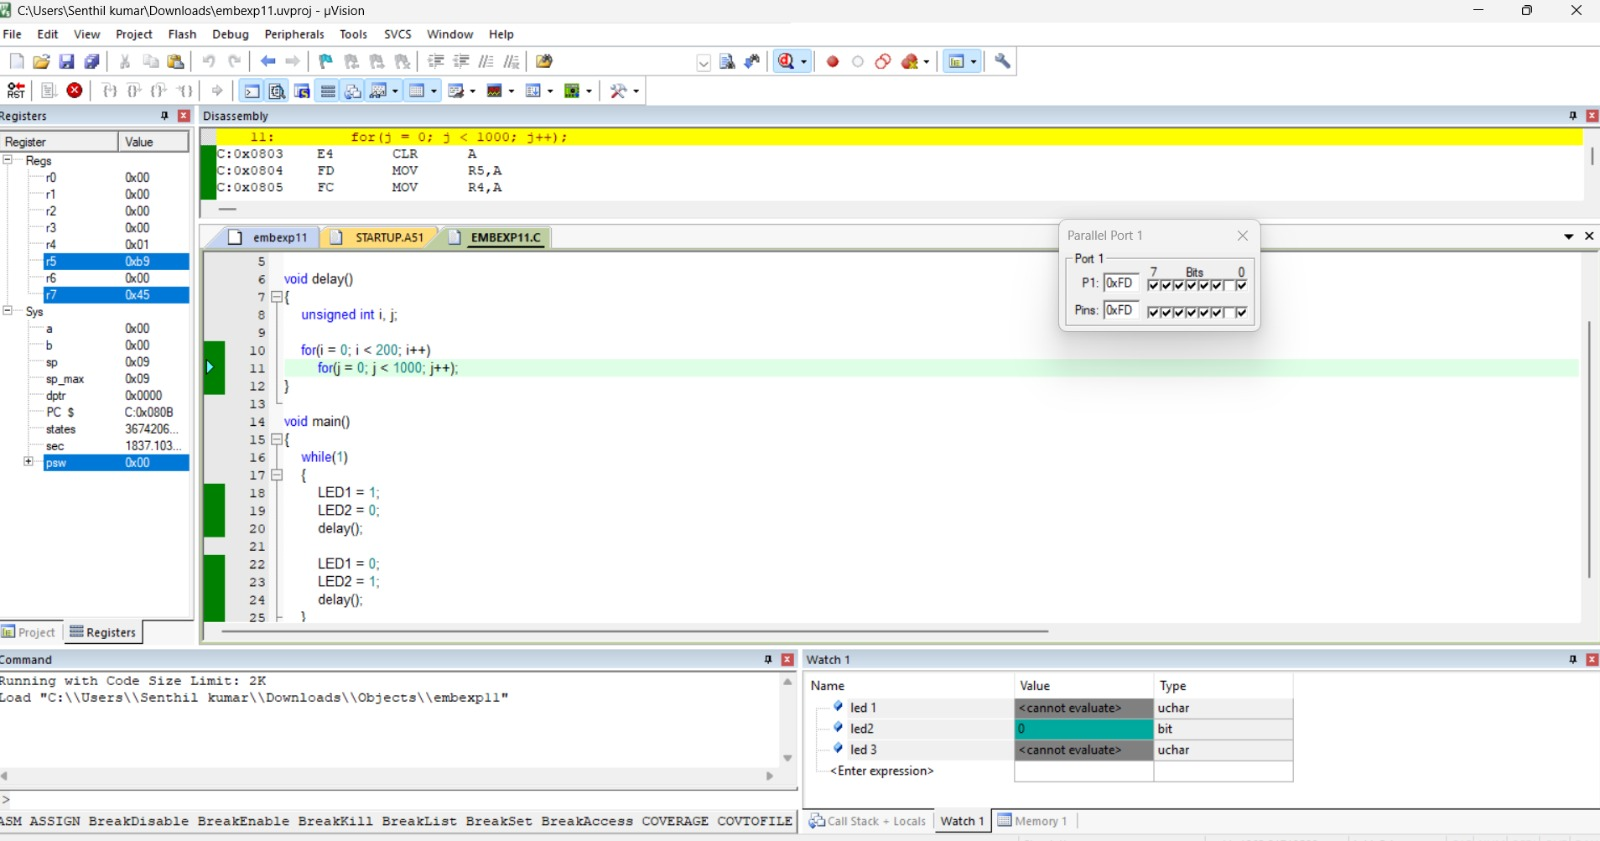 C:\Users\Senthil kumar\Downloads\embexp11.uvproj - µVision
File Edit View Project Flash Debug Peripherals Tools SVCS Window Help
RST
Registers
Register Value
Regs
r0 0x00
r1 0x00
r2 0x00
r3 0x00
r4 0x01
r5 0xb9
r6 0x00
r7 0x45
Sys
a 0x00
b 0x00
sp 0x09
sp_max 0x09
dptr 0x0000
PC $ C:0x080B
states 3674206...
sec 1837.103...
psw 0x00
Project Registers
Disassembly
11: for(j = 0; j < 1000; j++);
C:0x0803 E4 CLR A
C:0x0804 FD MOV R5,A
C:0x0805 FC MOV R4,A
embexp11 STARTUP.A51 EMBEXP11.C
5
6 void delay()
7 {
8 unsigned int i, j;
9
10 for(i = 0; i < 200; i++)
11 for(j = 0; j < 1000; j++);
12 }
13
14 void main()
15 {
16 while(1)
17 {
18 LED1 = 1;
19 LED2 = 0;
20 delay();
21
22 LED1 = 0;
23 LED2 = 1;
24 delay();
25 }
Parallel Port 1
Port 1
7 Bits 0
P1: 0xFD
Pins: 0xFD
Command
Running with Code Size Limit: 2K
Load "C:\\Users\\Senthil kumar\\Downloads\\Objects\\embexp11"
>
ASM ASSIGN BreakDisable BreakEnable BreakKill BreakList BreakSet BreakAccess COVERAGE COVTOFILE
Watch 1
Name Value Type
led 1 <cannot evaluate> uchar
led2 0 bit
led 3 <cannot evaluate> uchar
<Enter expression>
Call Stack + Locals Watch 1 Memory 1